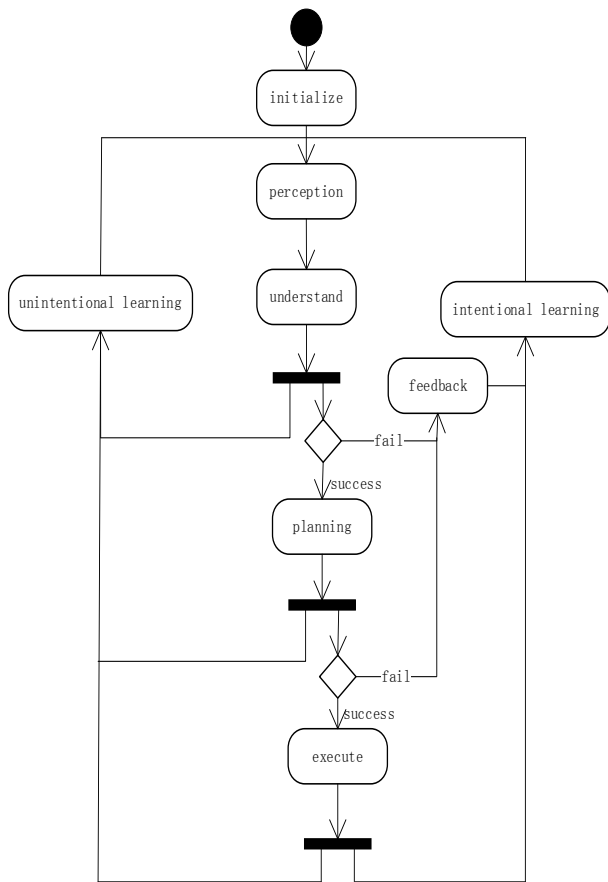 initialize
perception
understand
unintentional learning
intentional learning
feedback
fail
success
planning
fail
success
execute